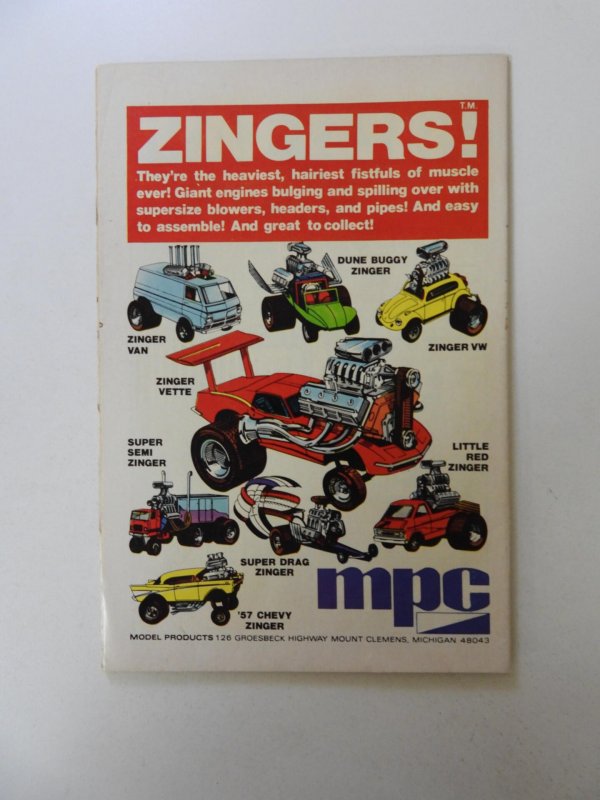 ZINGERS!
T.M.
They're the heaviest, hairiest fistfuls of muscle
ever! Giant engines bulging and spilling over with
supersize blowers, headers, and pipes! And easy
to assemble! And great to collect!
DUNE BUGGY
ZINGER
ZINGER
VAN
ZINGER VW
ZINGER
VETTE
SUPER
SEMI
ZINGER
LITTLE
RED
ZINGER
SUPER DRAG
ZINGER
'57 CHEVY
ZINGER
mpc
MODEL PRODUCTS 126 GROESBECK HIGHWAY MOUNT CLEMENS, MICHIGAN 48043